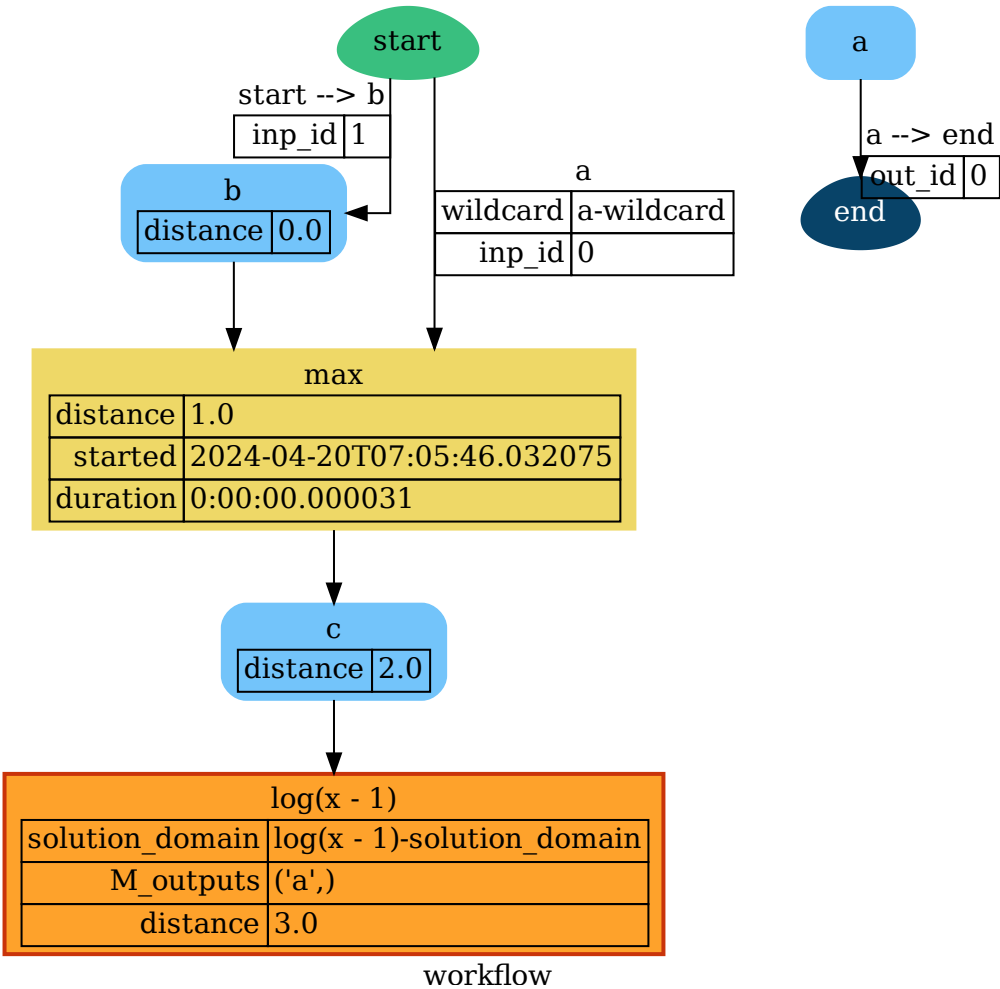 start
a
start --> b
inp_id 1
a --> end
out_id 0
a
wildcard a-wildcard
inp_id 0
b
distance 0.0
end
max
distance 1.0
started 2024-04-20T07:05:46.032075
duration 0:00:00.000031
c
distance 2.0
log(x - 1)
solution_domain log(x - 1)-solution_domain
M_outputs ('a',)
distance 3.0
workflow